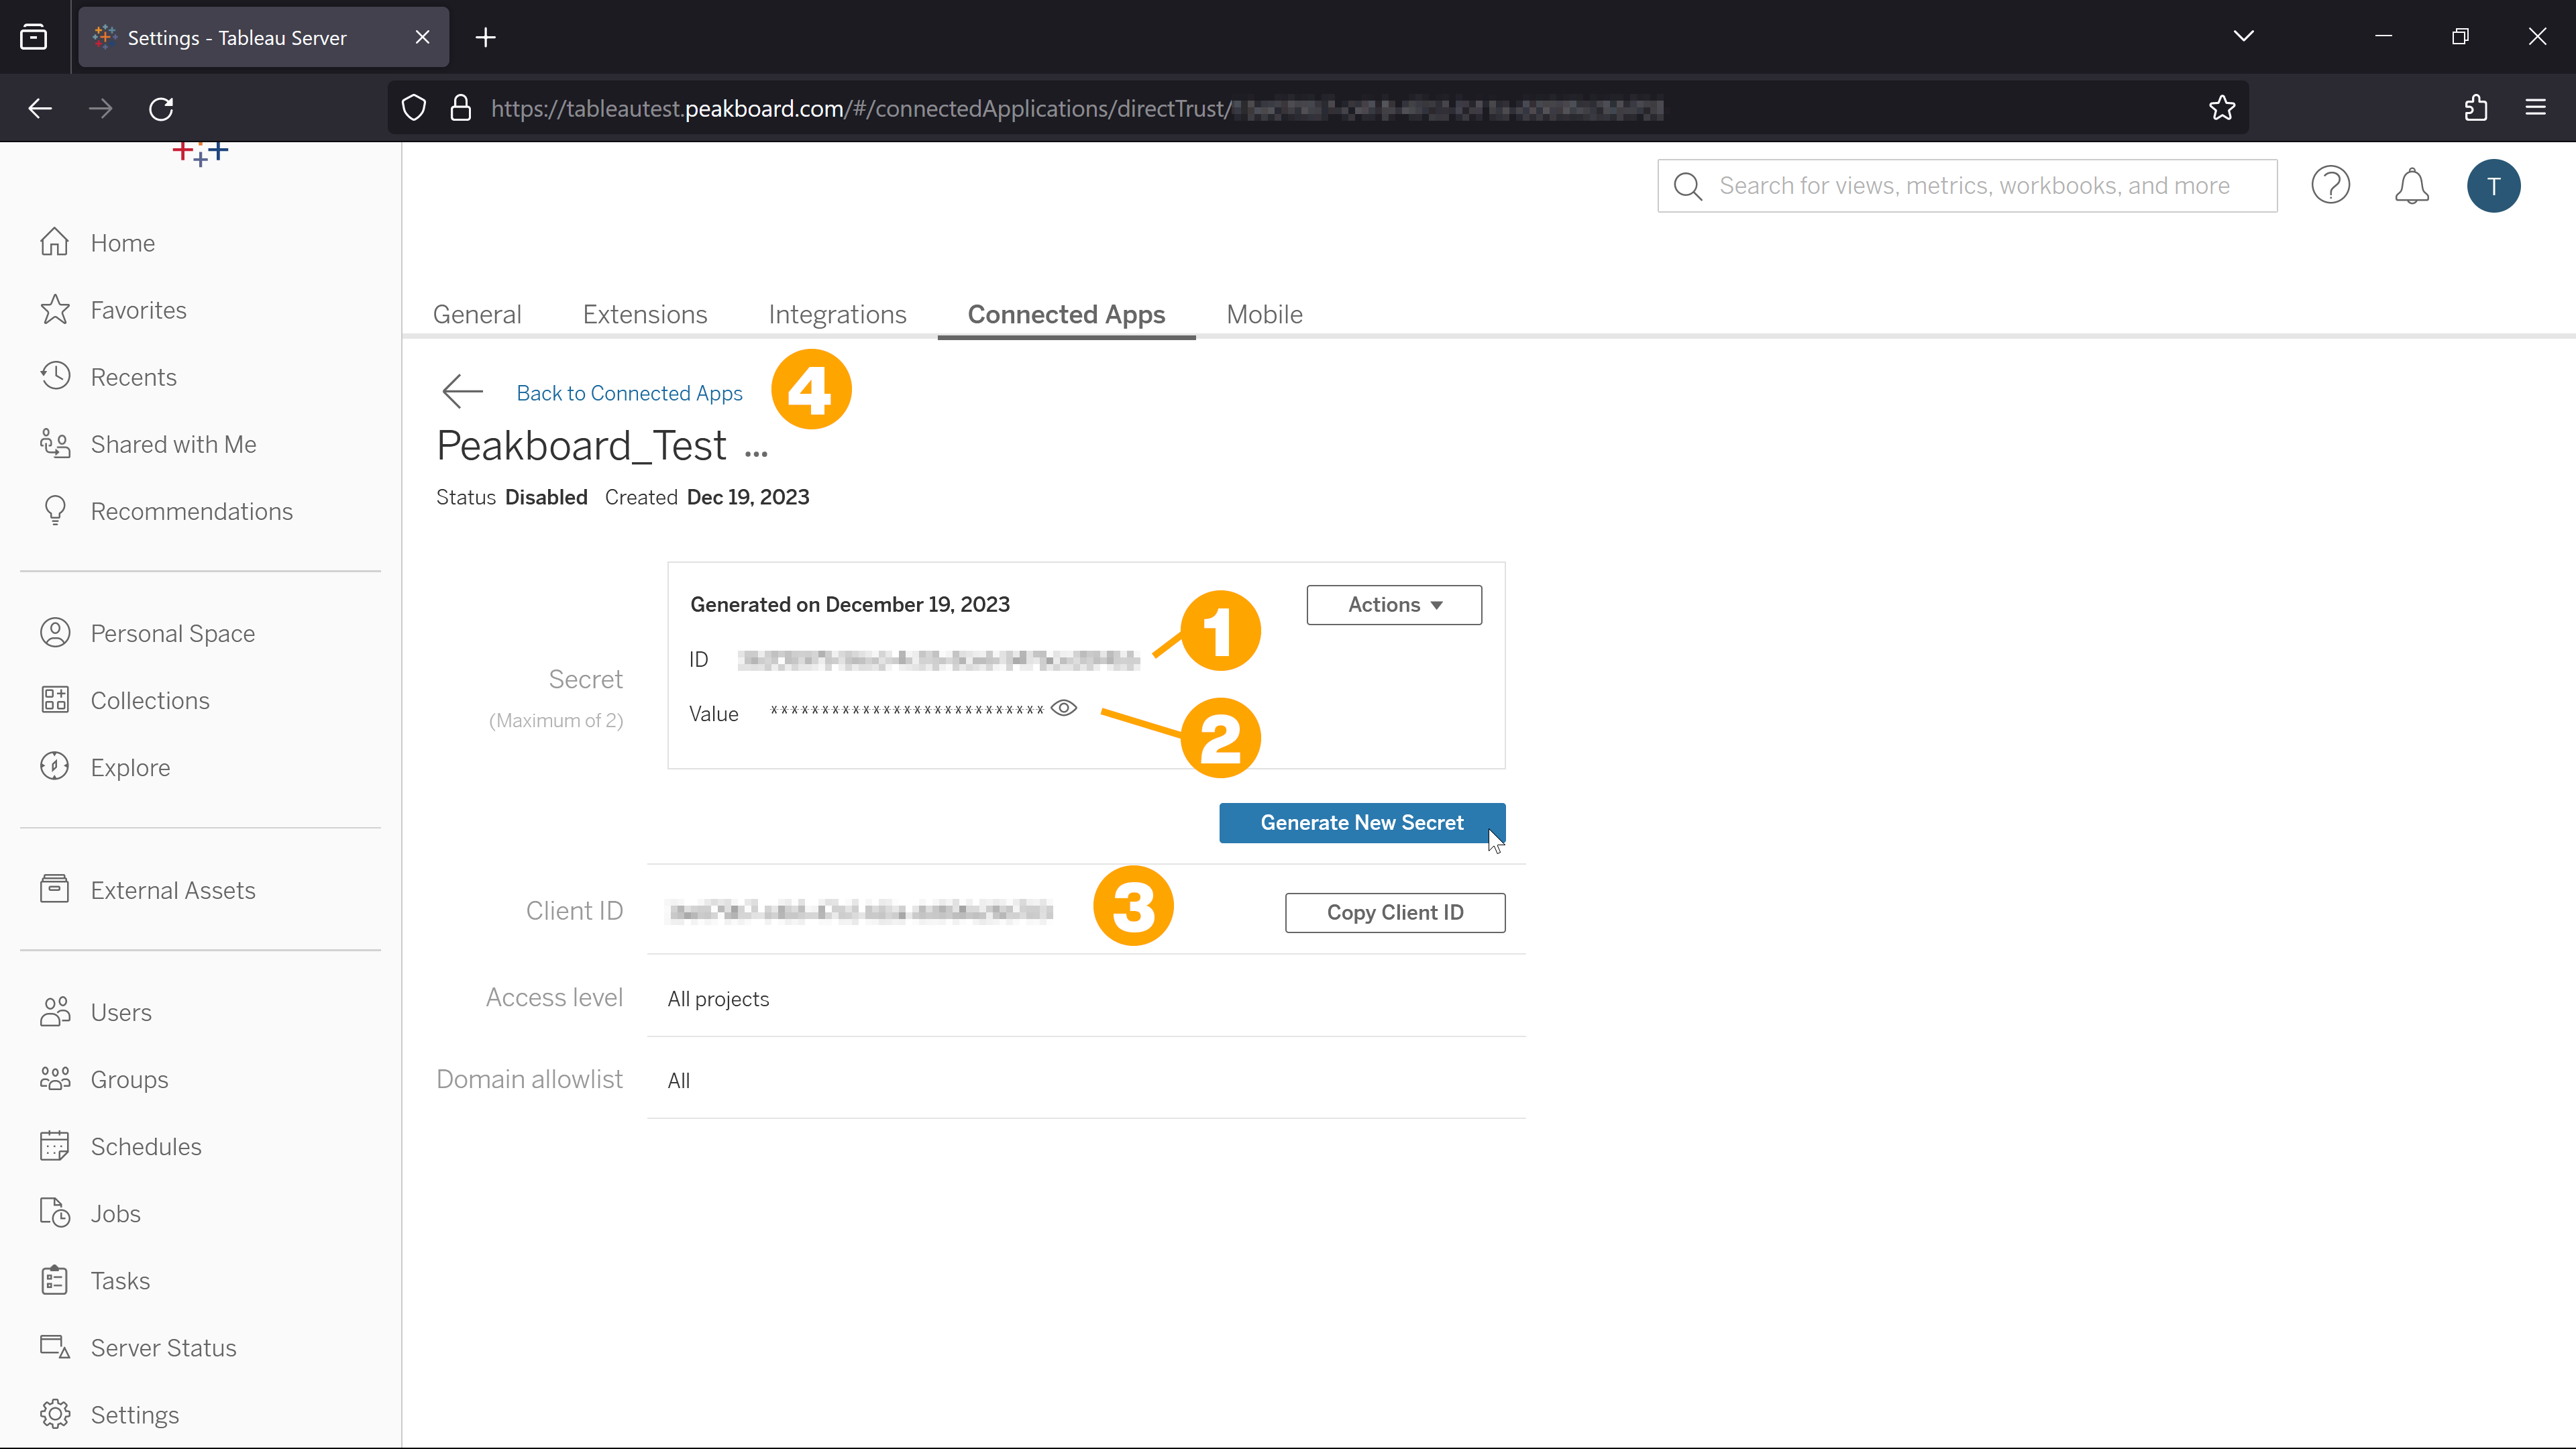 Settings - Tableau Server
https://tableautest.peakboard.com/#/connectedApplications/directTrust/
Search for views, metrics, workbooks, and more
T
Home
Favorites
Recents
Shared with Me
Recommendations
Personal Space
Collections
Explore
External Assets
Users
Groups
Schedules
Jobs
Tasks
Server Status
Settings
General Extensions Integrations Connected Apps Mobile
Back to Connected Apps 4
Peakboard_Test ...
Status Disabled Created Dec 19, 2023
Secret
(Maximum of 2)
Generated on December 19, 2023 Actions
ID 1
Value *************************** 2
Generate New Secret
Client ID 3 Copy Client ID
Access level All projects
Domain allowlist All